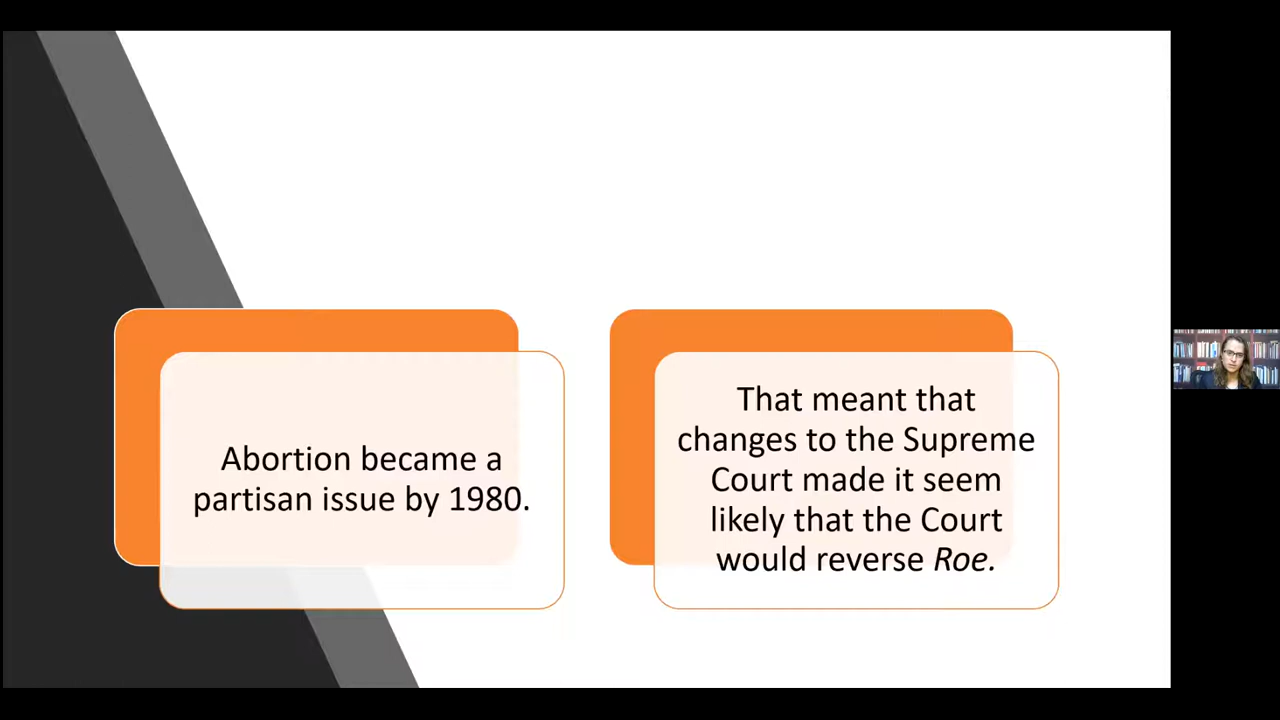 Abortion became a
partisan issue by 1980.
That meant that
changes to the Supreme
Court made it seem
likely that the Court
would reverse Roe.